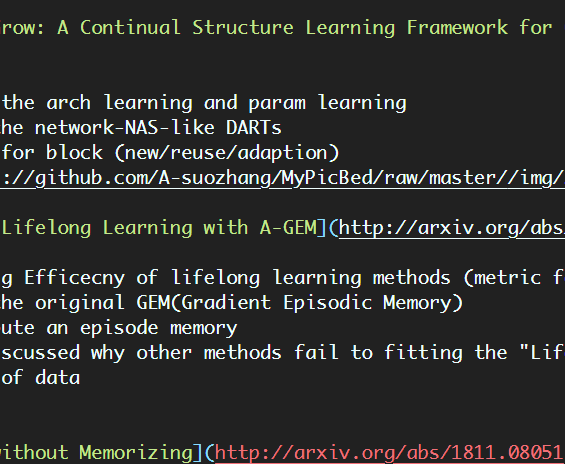 row: A Continual Structure Learning Framework for
the arch learning and param learning
he network-NAS-like DARTs
for block (new/reuse/adaption)
://github.com/A-suozhang/MyPicBed/raw/master//img/
Lifelong Learning with A-GEM](http://arxiv.org/abs
g Efficecny of lifelong learning methods (metric f
he original GEM(Gradient Episodic Memory)
ute an episode memory
scussed why other methods fail to fitting the "Lif
of data
without Memorizing](http://arxiv.org/abs/1811.08051